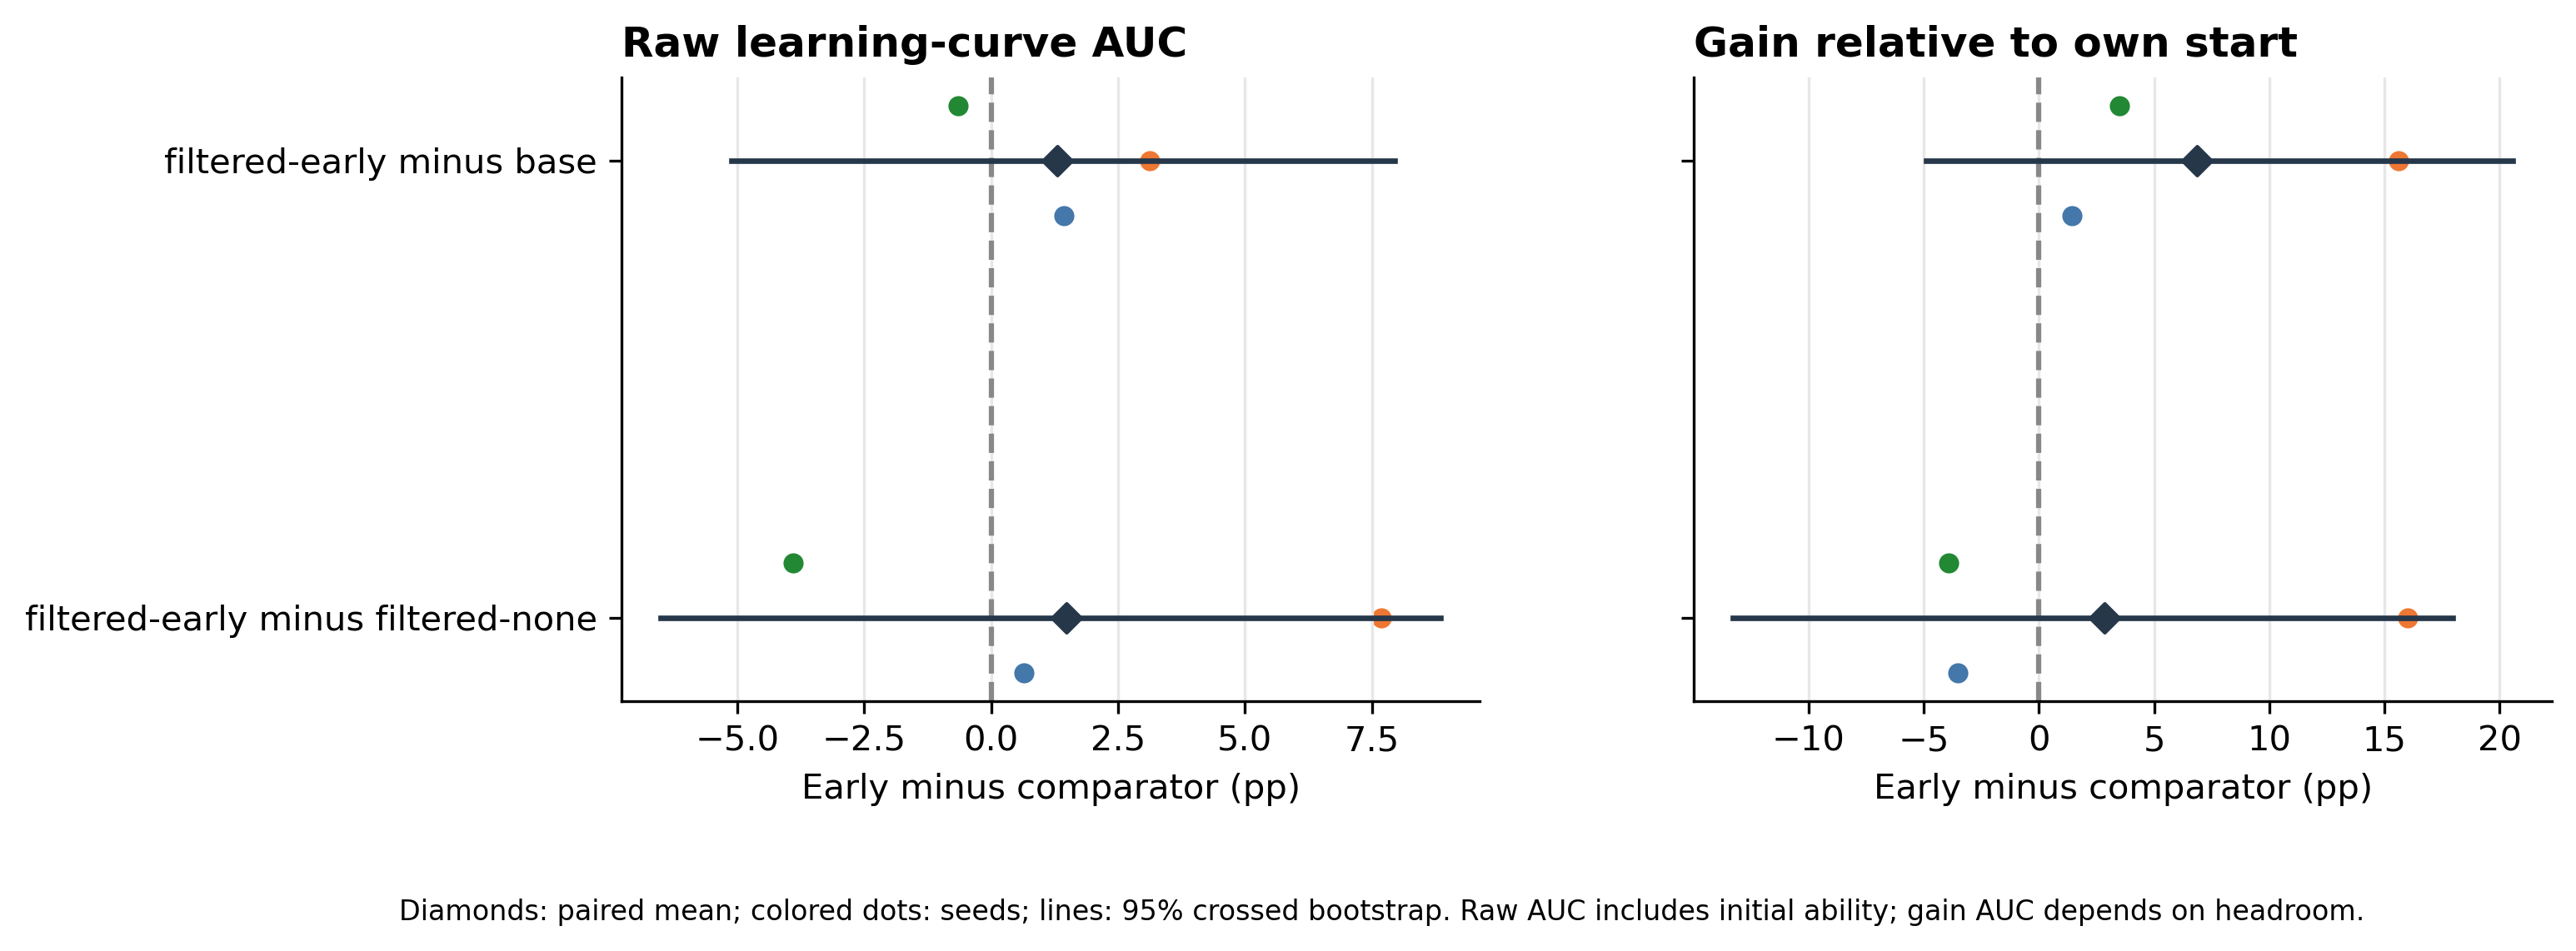 Raw learning-curve AUC
Gain relative to own start
filtered-early minus base
filtered-early minus filtered-none
−5.0 −2.5 0.0 2.5 5.0 7.5
−10 −5 0 5 10 15 20
Early minus comparator (pp)
Early minus comparator (pp)
Diamonds: paired mean; colored dots: seeds; lines: 95% crossed bootstrap. Raw AUC includes initial ability; gain AUC depends on headroom.